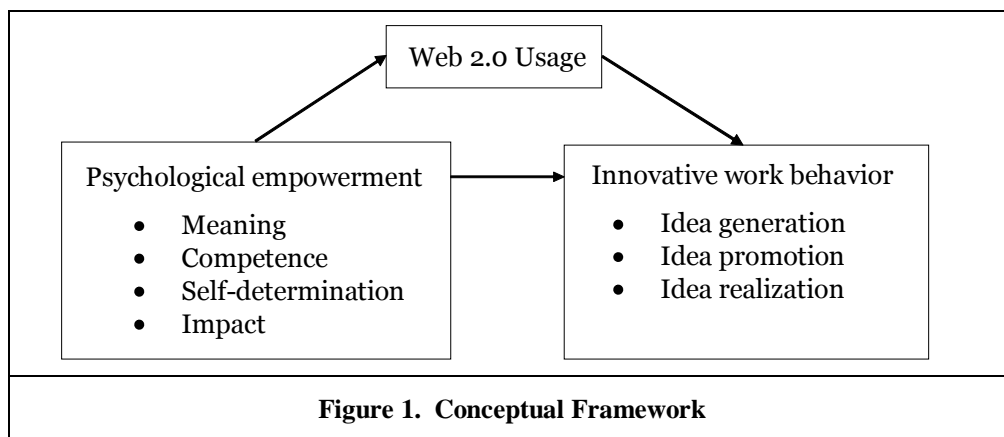 Web 2.0 Usage
Psychological empowerment
• Meaning
• Competence
• Self-determination
• Impact
Innovative work behavior
• Idea generation
• Idea promotion
• Idea realization
Figure 1. Conceptual Framework